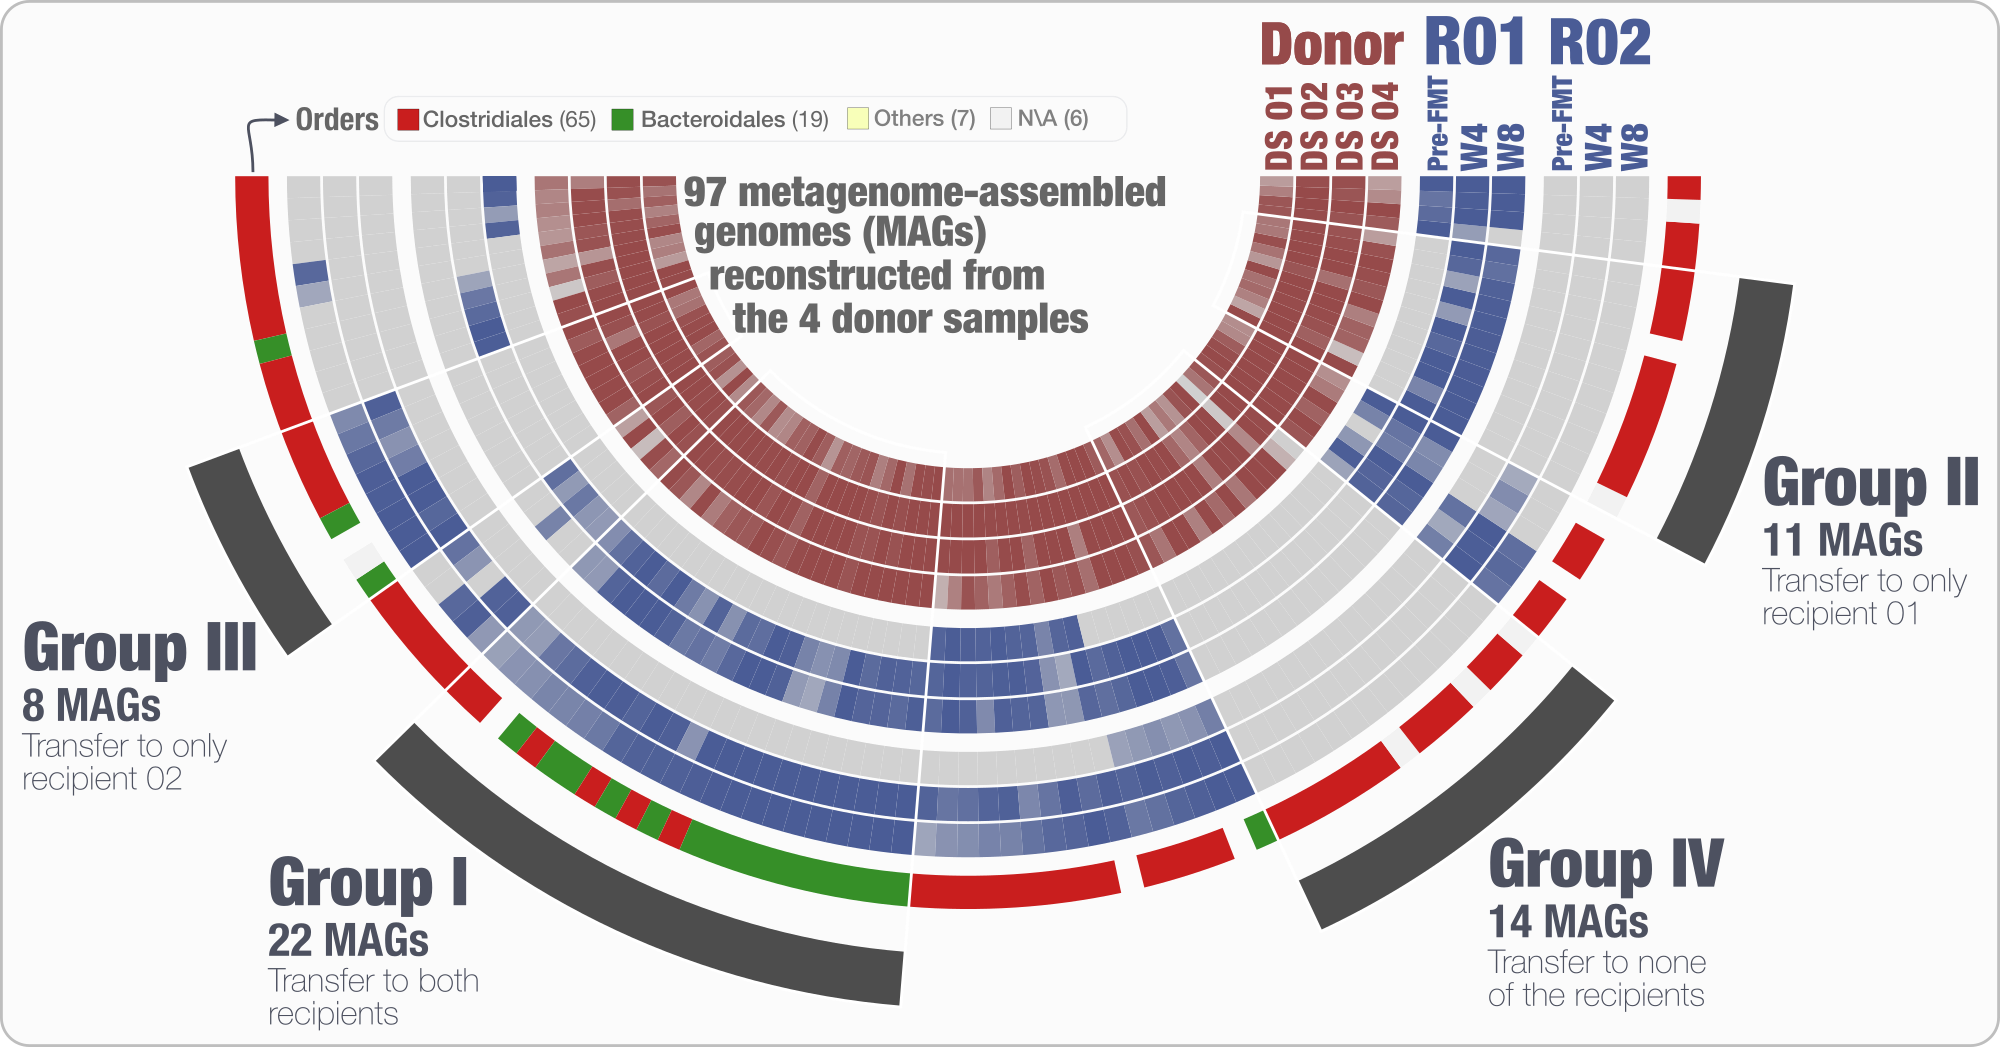 Donor R01 R02
DS 01 DS 02 DS 03 DS 04 Pre-FMT W4 W8 Pre-FMT W4 W8
Orders Clostridiales (65) Bacteroidales (19) Others (7) N\A (6)
97 metagenome-assembled
genomes (MAGs)
reconstructed from
the 4 donor samples
Group II
11 MAGs
Transfer to only
recipient 01
Group III
8 MAGs
Transfer to only
recipient 02
Group I
22 MAGs
Transfer to both
recipients
Group IV
14 MAGs
Transfer to none
of the recipients